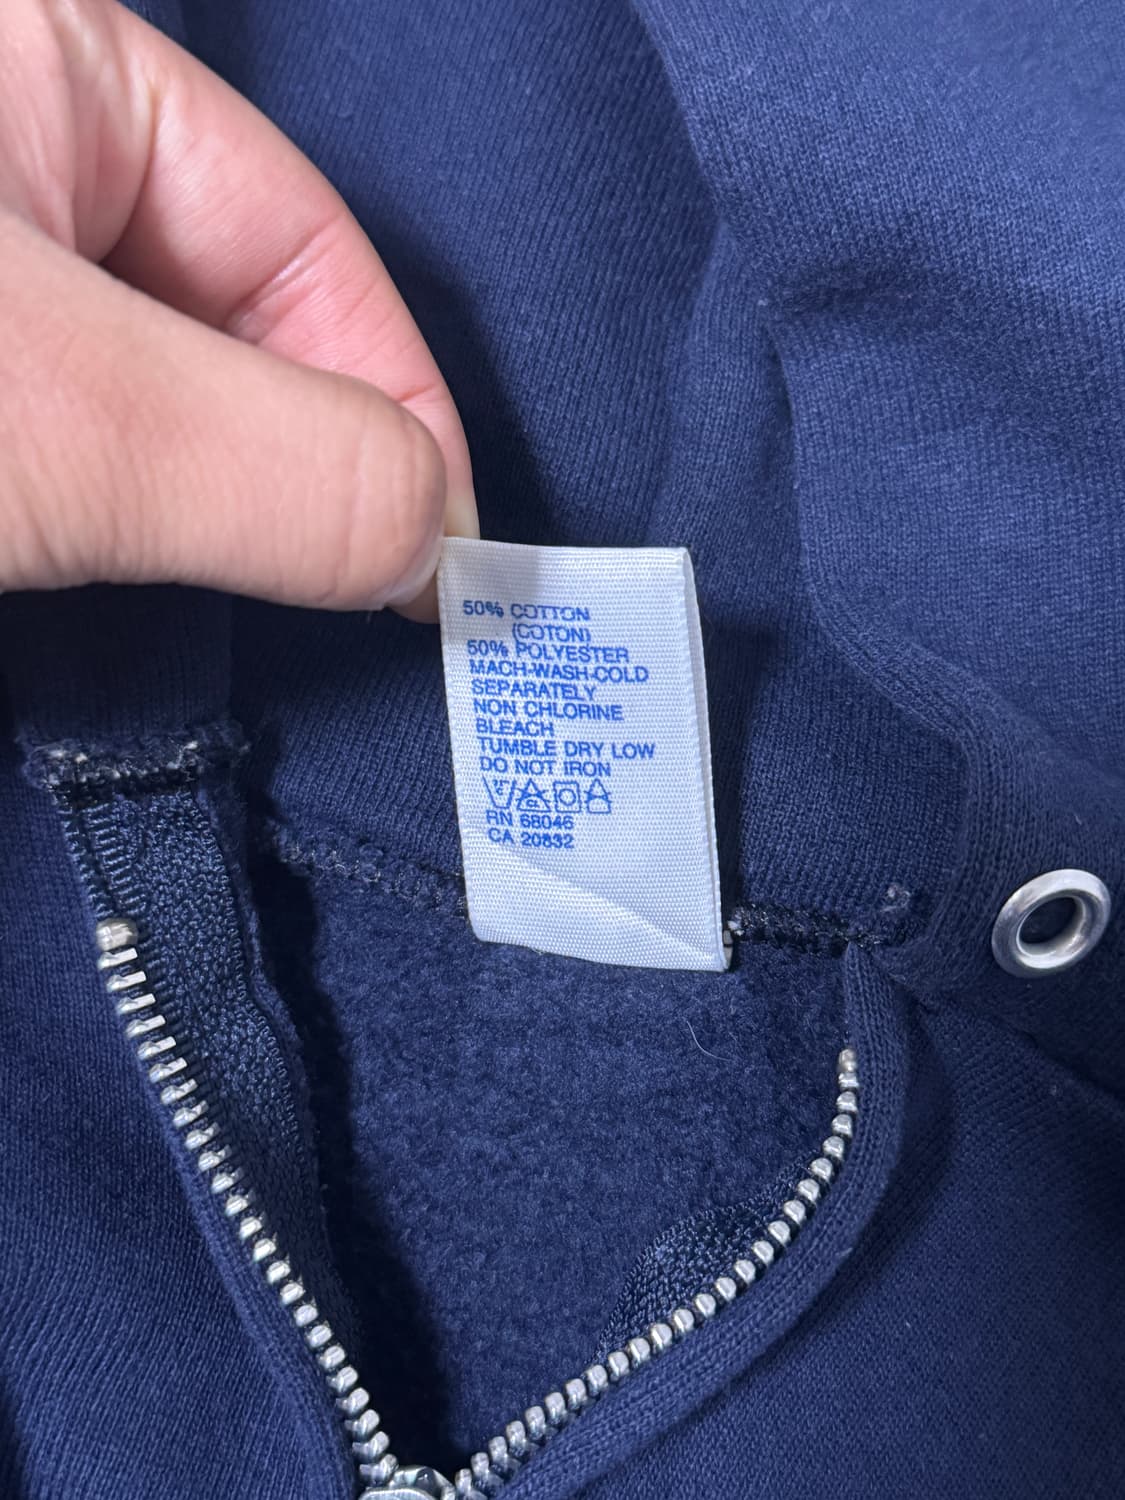 50% COTTON
(COTON)
50% POLYESTER
MACH-WASH-COLD
SEPARATELY
NON CHLORINE
BLEACH
TUMBLE DRY LOW
DO NOT IRON
CL
RN 68046
CA 20832